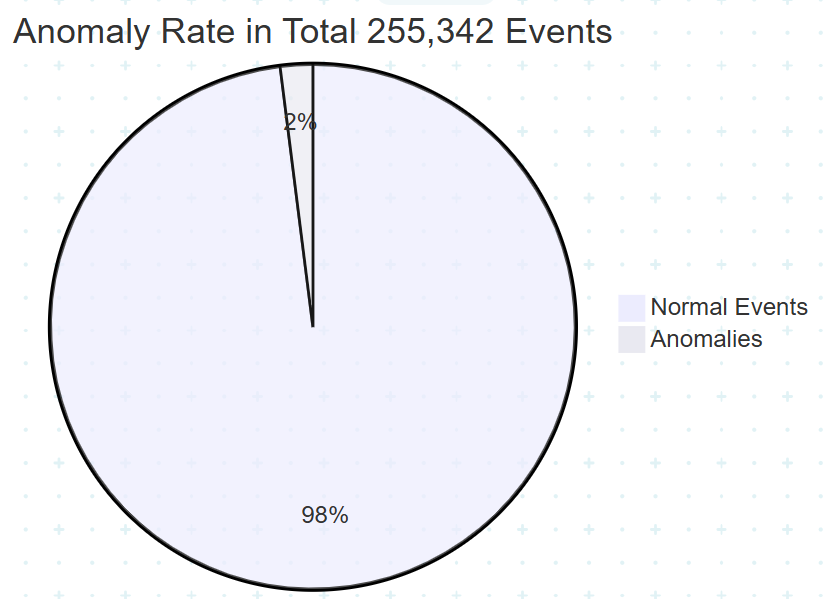 Anomaly Rate in Total 255,342 Events
2%
Normal Events
Anomalies
98%